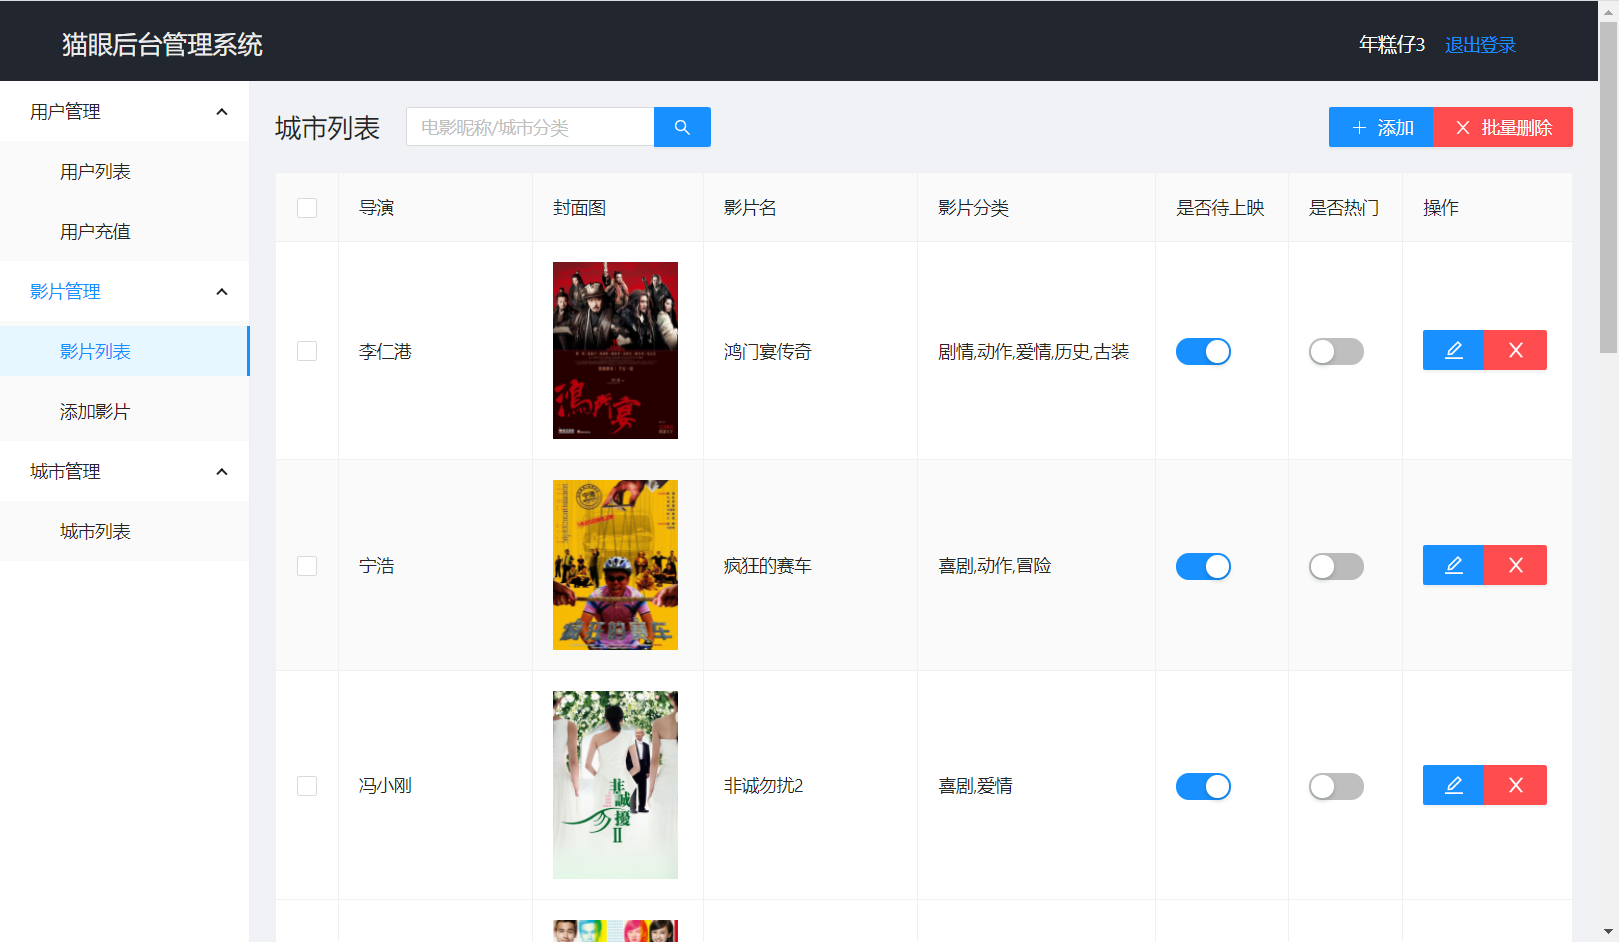 猫眼后台管理系统
年糕仔3 退出登录
用户管理
用户列表
用户充值
影片管理
影片列表
添加影片
城市管理
城市列表
城市列表
电影昵称/城市分类
添加
批量删除
导演 封面图 影片名 影片分类 是否待上映 是否热门 操作
李仁港 鸿门宴传奇 剧情,动作,爱情,历史,古装
鸿门宴
宁浩 疯狂的赛车 喜剧,动作,冒险
疯狂的赛车
冯小刚 非诚勿扰2 喜剧,爱情
非誠勿擾II